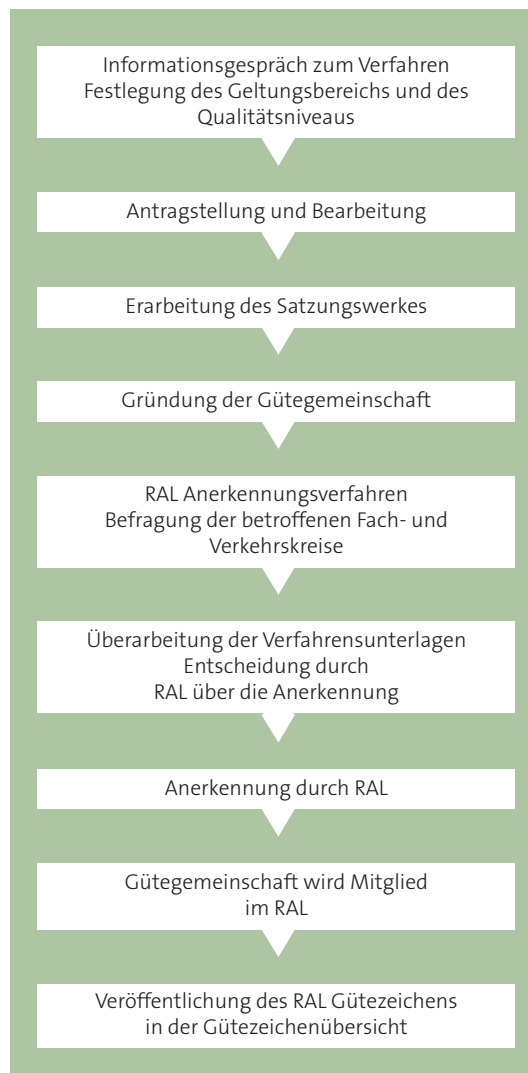 Informationsgespräch zum Verfahren
Festlegung des Geltungsbereichs und des
Qualitätsniveaus
Antragstellung und Bearbeitung
Erarbeitung des Satzungswerkes
Gründung der Gütegemeinschaft
RAL Anerkennungsverfahren
Befragung der betroffenen Fach- und
Verkehrskreise
Überarbeitung der Verfahrensunterlagen
Entscheidung durch
RAL über die Anerkennung
Anerkennung durch RAL
Gütegemeinschaft wird Mitglied
im RAL
Veröffentlichung des RAL Gütezeichens
in der Gütezeichenübersicht